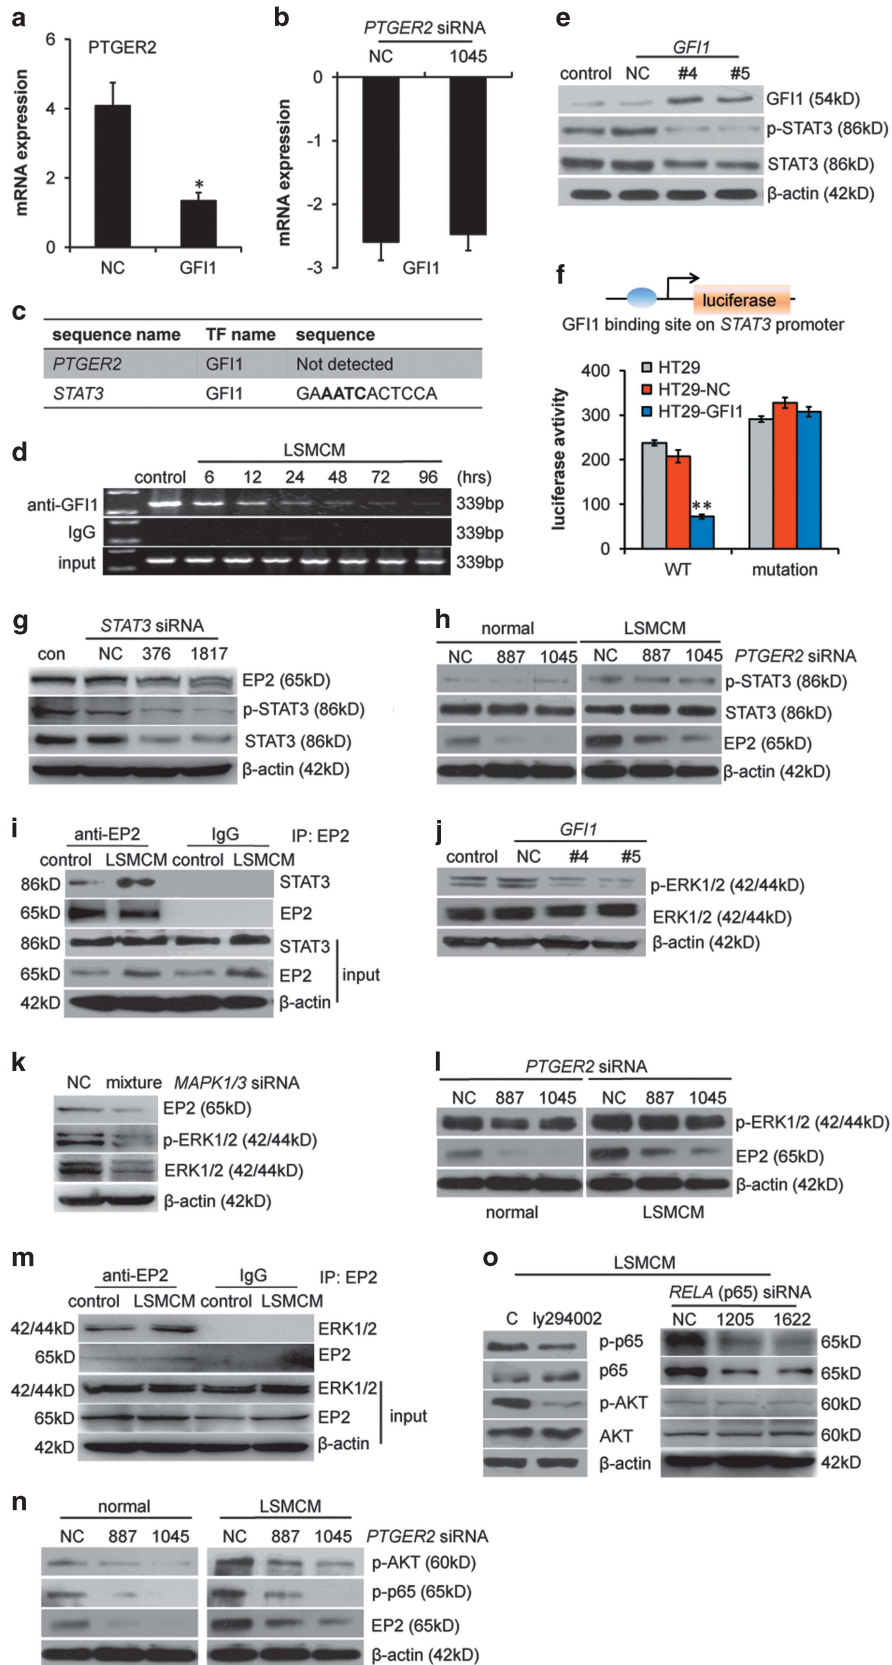 a
PTGER2
mRNA expression
6
4
2
0
*
NC GFI1
b
PTGER2 siRNA
NC 1045
mRNA expression
0
-1
-2
-3
GFI1
c
sequence name TF name sequence
PTGER2 GFI1 Not detected
STAT3 GFI1 GAAATCACTCCA
d
LSMCM
control 6 12 24 48 72 96 (hrs)
anti-GFI1 339bp
IgG 339bp
input 339bp
e
GFI1
control NC #4 #5
GFI1 (54kD)
p-STAT3 (86kD)
STAT3 (86kD)
β-actin (42kD)
f
luciferase
GFI1 binding site on STAT3 promoter
luciferase avtivity
400
300
200
100
0
HT29
HT29-NC
HT29-GFI1
**
WT mutation
g
STAT3 siRNA
con NC 376 1817
EP2 (65kD)
p-STAT3 (86kD)
STAT3 (86kD)
β-actin (42kD)
h
normal LSMCM
NC 887 1045 NC 887 1045 PTGER2 siRNA
p-STAT3 (86kD)
STAT3 (86kD)
EP2 (65kD)
β-actin (42kD)
i
anti-EP2 IgG IP: EP2
control LSMCM control LSMCM
86kD STAT3
65kD EP2
86kD STAT3
65kD EP2 input
42kD β-actin
j
GFI1
control NC #4 #5
p-ERK1/2 (42/44kD)
ERK1/2 (42/44kD)
β-actin (42kD)
k
NC mixture MAPK1/3 siRNA
EP2 (65kD)
p-ERK1/2 (42/44kD)
ERK1/2 (42/44kD)
β-actin (42kD)
l
PTGER2 siRNA
NC 887 1045 NC 887 1045
p-ERK1/2 (42/44kD)
EP2 (65kD)
β-actin (42kD)
normal LSMCM
m
anti-EP2 IgG IP: EP2
control LSMCM control LSMCM
42/44kD ERK1/2
65kD EP2
42/44kD ERK1/2
65kD EP2 input
42kD β-actin
o
LSMCM
RELA (p65) siRNA
C ly294002 NC 1205 1622
p-p65 65kD
p65 65kD
p-AKT 60kD
AKT 60kD
β-actin 42kD
n
normal LSMCM
NC 887 1045 NC 887 1045 PTGER2 siRNA
p-AKT (60kD)
p-p65 (65kD)
EP2 (65kD)
β-actin (42kD)